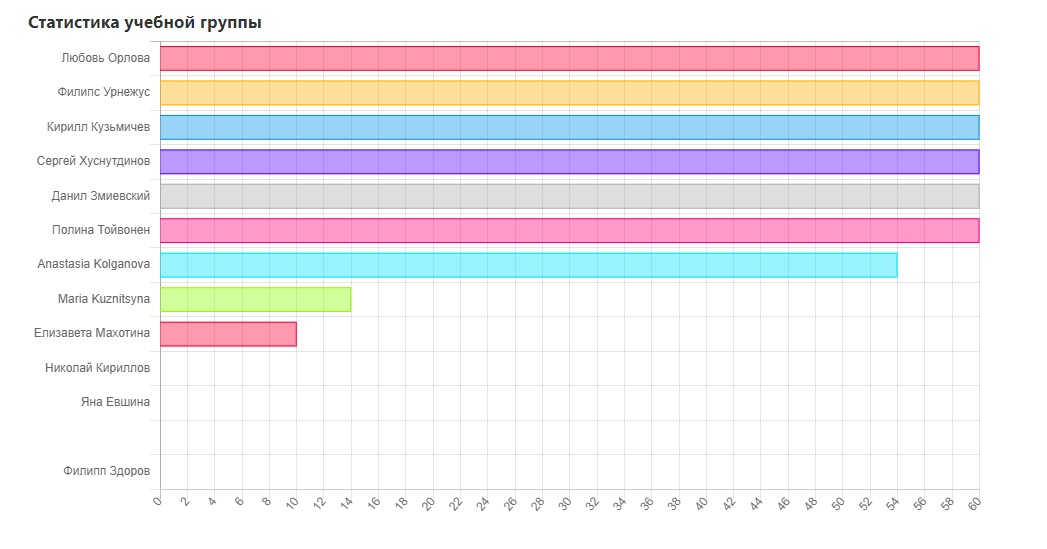 Статистика учебной группы
Любовь Орлова
Филипс Урнежус
Кирилл Кузьмичев
Сергей Хуснутдинов
Данил Змиевский
Полина Тойвонен
Anastasia Kolganova
Maria Kuznitsyna
Елизавета Махотина
Николай Кириллов
Яна Евшина
Филипп Здоров
0 2 4 6 8 10 12 14 16 18 20 22 24 26 28 30 32 34 36 38 40 42 44 46 48 50 52 54 56 58 60